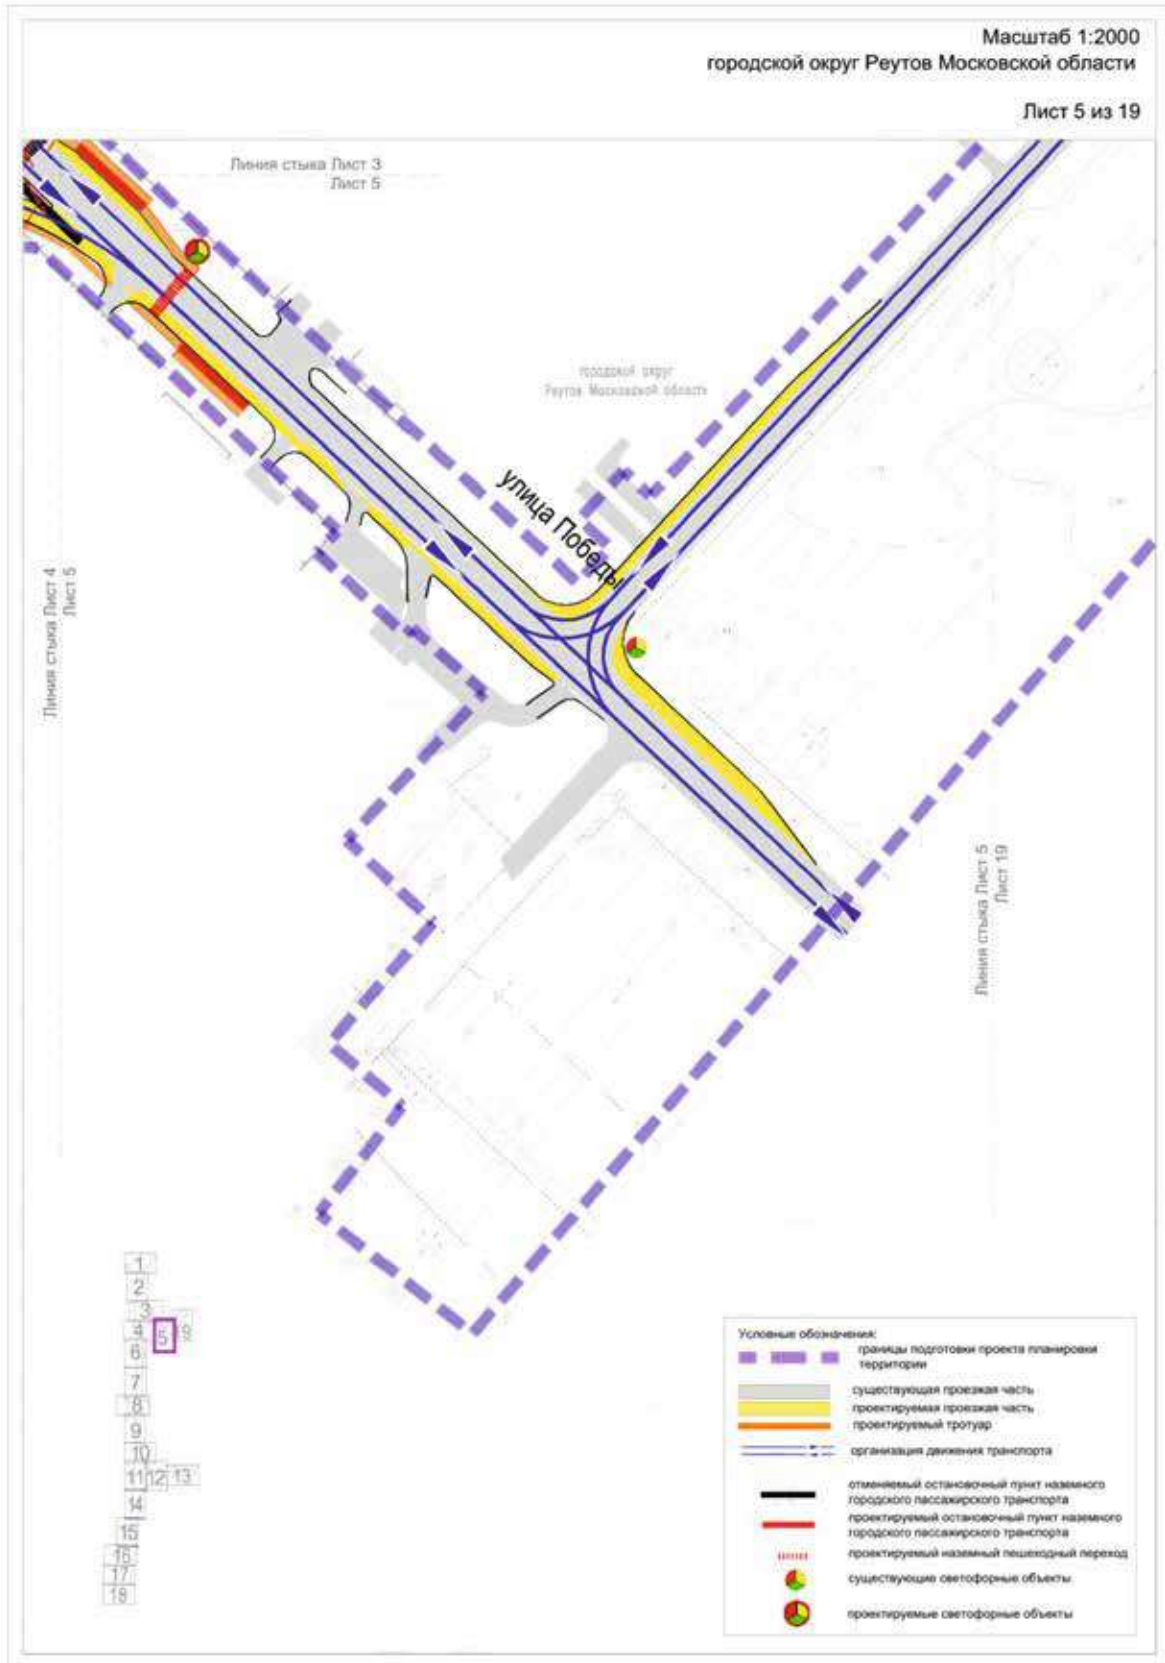 Масштаб 1:2000
городской округ Реутов Московской области
Лист 5 из 19
Линия стыка Лист 3
Лист 5
городской округ
Реутов Московской области
улица Победы
Линия стыка Лист 4
Лист 5
Линия стыка Лист 5
Лист 19
1
2
3
4
5
19
6
7
8
9
10
11
12
13
14
15
16
17
18
Условные обозначения:
границы подготовки проекта планировки
территории
существующая проезжая часть
проектируемая проезжая часть
проектируемый тротуар
организация движения транспорта
отменяемый остановочный пункт наземного
городского пассажирского транспорта
проектируемый остановочный пункт наземного
городского пассажирского транспорта
проектируемый наземный пешеходный переход
существующие светофорные объекты
проектируемые светофорные объекты